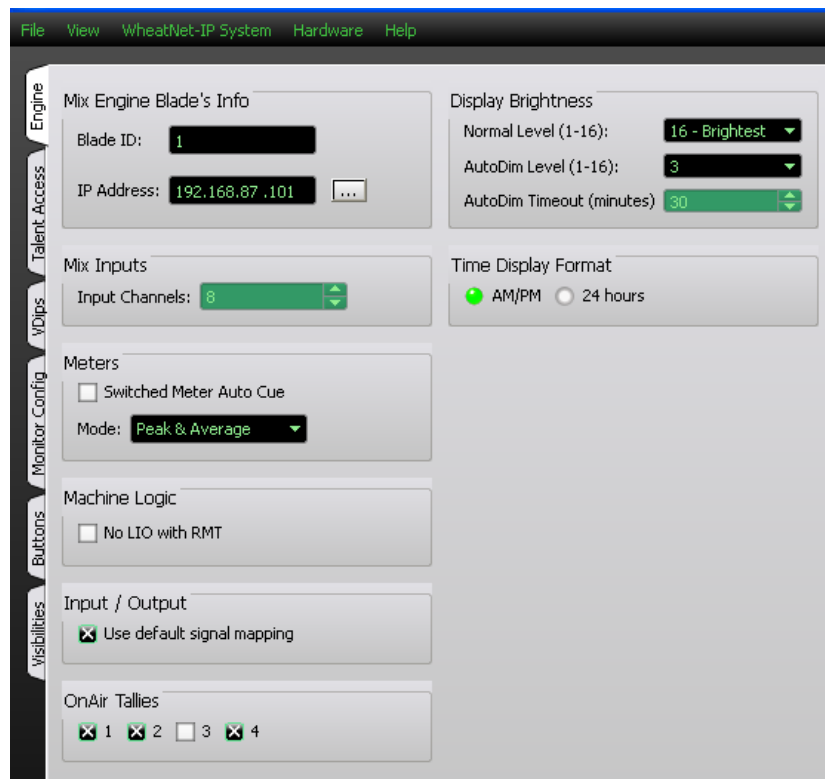 File View WheatNet-IP System Hardware Help
Engine
Talent Access
VDips
Monitor Config
Buttons
Visibilities
Mix Engine Blade's Info
Blade ID: 1
IP Address: 192.168.87 .101 ...
Mix Inputs
Input Channels: 8
Meters
Switched Meter Auto Cue
Mode: Peak & Average
Machine Logic
No LIO with RMT
Input / Output
Use default signal mapping
OnAir Tallies
1 2 3 4
Display Brightness
Normal Level (1-16): 16 - Brightest
AutoDim Level (1-16): 3
AutoDim Timeout (minutes) 30
Time Display Format
AM/PM 24 hours